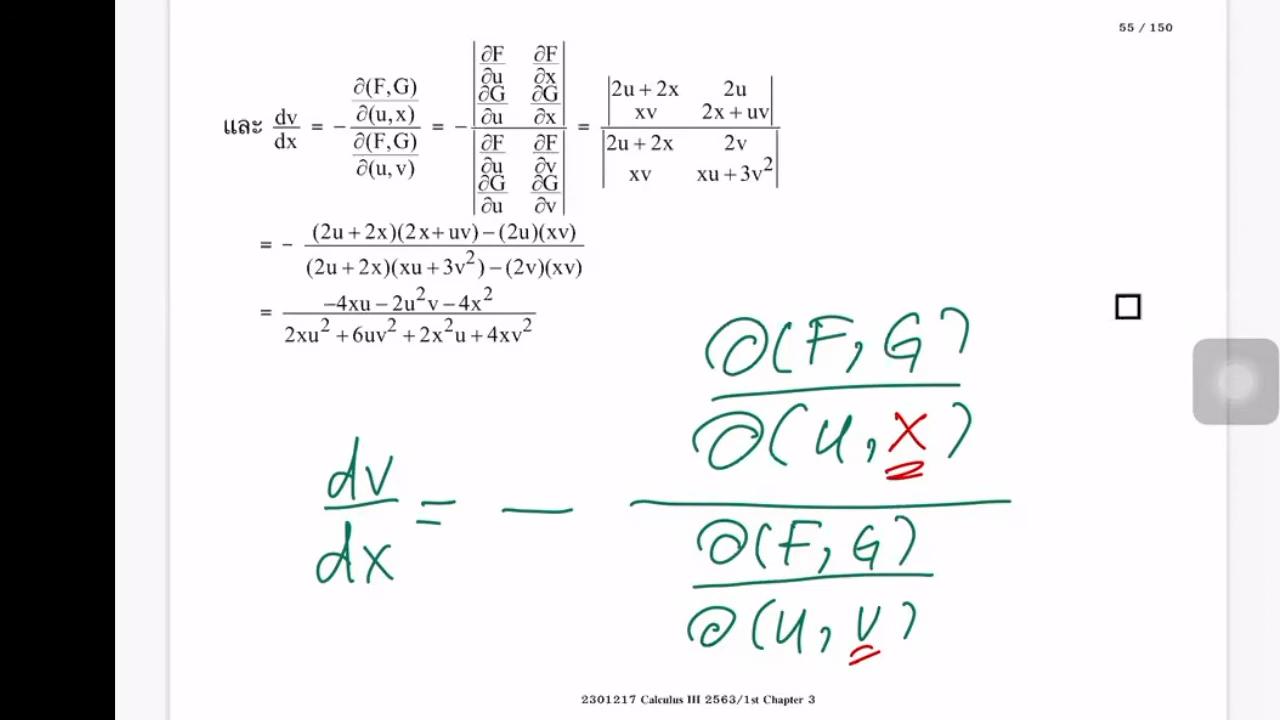 55 / 150
และ dv/dx = − (∂(F,G)/∂(u,x)) / (∂(F,G)/∂(u,v)) = − |∂F/∂u ∂F/∂x; ∂G/∂u ∂G/∂x| / |∂F/∂u ∂F/∂v; ∂G/∂u ∂G/∂v| = |2u + 2x 2u; xv 2x + uv| / |2u + 2x 2v; xv xu + 3v²|
= − (2u + 2x)(2x + uv) − (2u)(xv) / (2u + 2x)(xu + 3v²) − (2v)(xv)
= −4xu − 2u²v − 4x² / 2xu² + 6uv² + 2x²u + 4xv²
dv/dx = − (∂(F, G)/∂(u, x)) / (∂(F, G)/∂(u, v))
2301217 Calculus III 2563/1st Chapter 3